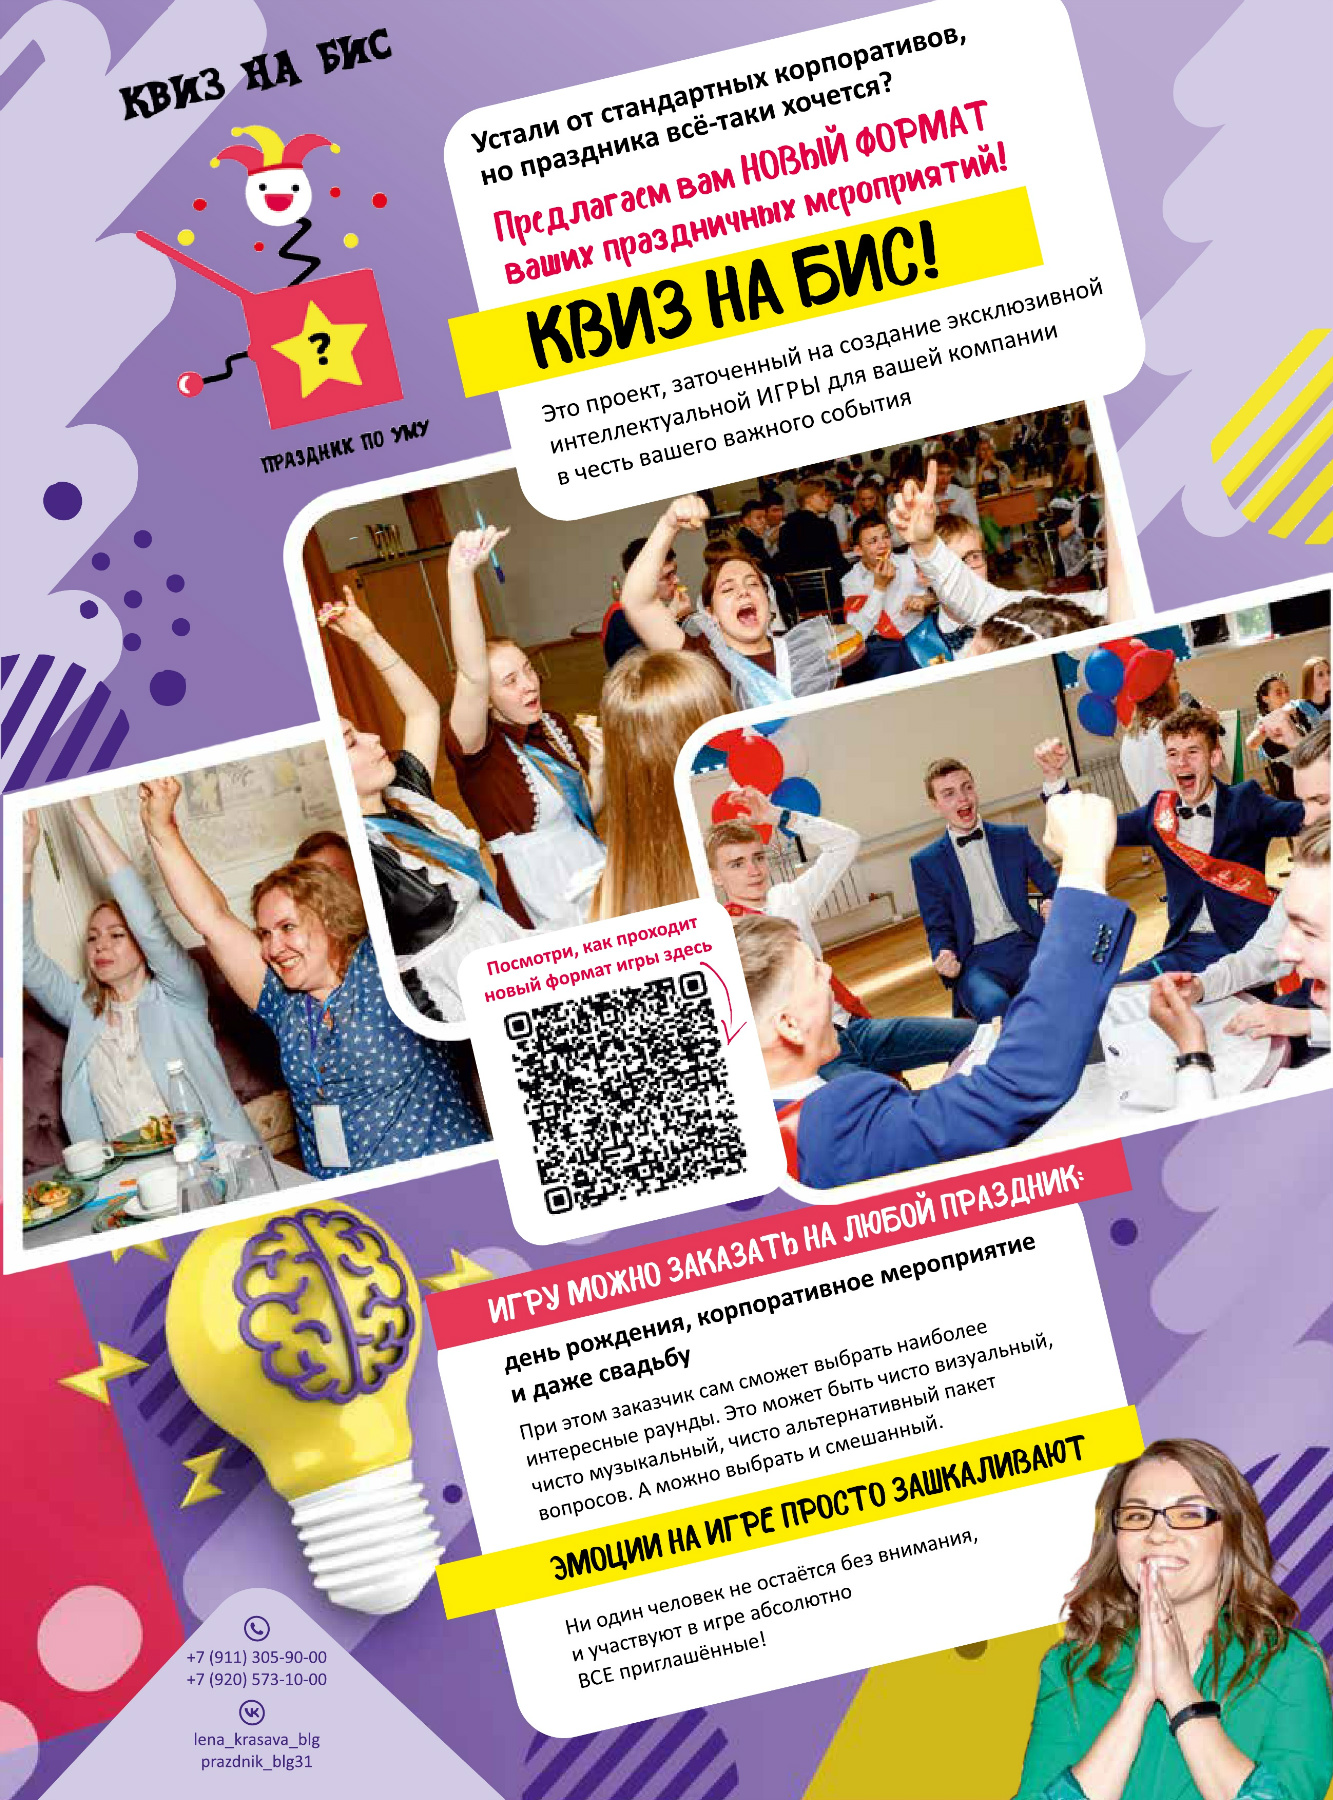 КВИЗ НА БИС
ПРАЗДНИК ПО УМУ
?
Устали от стандартных корпоративов,
но праздника всё-таки хочется?
Предлагаем вам НОВЫЙ ФОРМАТ
ваших праздничных мероприятий!
КВИЗ НА БИС!
Это проект, заточенный на создание эксклюзивной
интеллектуальной ИГРЫ для вашей компании
в честь вашего важного события
Посмотри, как проходит
новый формат игры здесь
ИГРУ МОЖНО ЗАКАЗАТЬ НА ЛЮБОЙ ПРАЗДНИК:
день рождения, корпоративное мероприятие
и даже свадьбу
При этом заказчик сам сможет выбрать наиболее
интересные раунды. Это может быть чисто визуальный,
чисто музыкальный, чисто альтернативный пакет
вопросов. А можно выбрать и смешанный.
ЭМОЦИИ НА ИГРЕ ПРОСТО ЗАШКАЛИВАЮТ
Ни один человек не остаётся без внимания,
и участвуют в игре абсолютно
ВСЕ приглашённые!
+7 (911) 305-90-00
+7 (920) 573-10-00
lena_krasava_blg
prazdnik_blg31